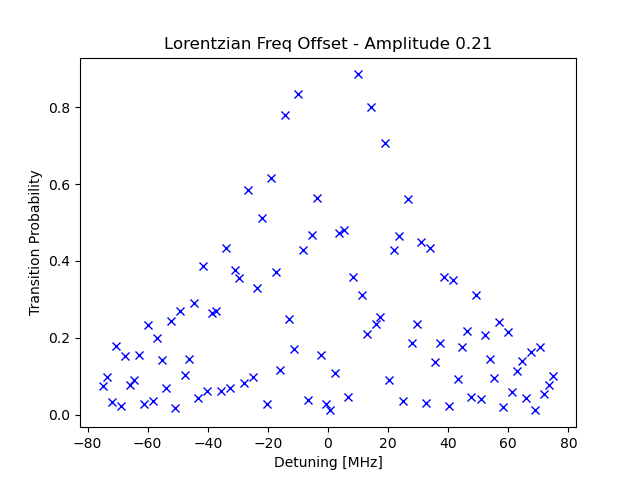 Lorentzian Freq Offset - Amplitude 0.21
0.8
0.6
0.4
0.2
0.0
Transition Probability
−80 −60 −40 −20 0 20 40 60 80
Detuning [MHz]